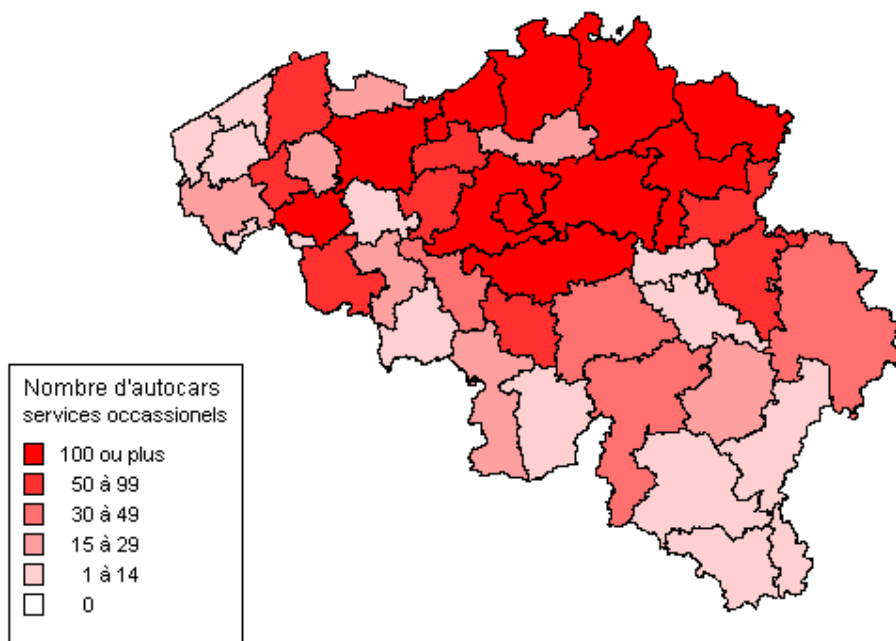 Nombre d'autocars
services occassionels
100 ou plus
50 à 99
30 à 49
15 à 29
1 à 14
0